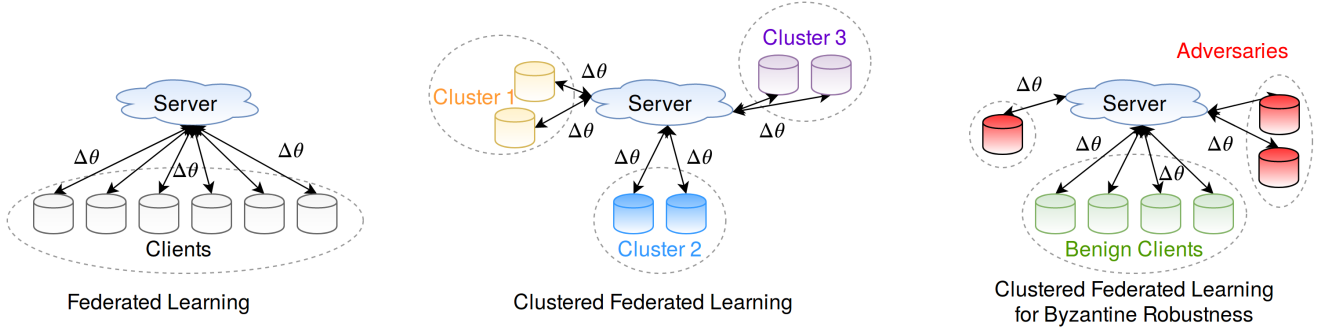 Server
Δθ
Δθ
Δθ
Clients
Federated Learning
Cluster 3
Δθ
Cluster 1
Server
Δθ
Δθ
Δθ
Δθ
Cluster 2
Clustered Federated Learning
Adversaries
Δθ
Server
Δθ
Δθ
Δθ
Benign Clients
Clustered Federated Learning
for Byzantine Robustness